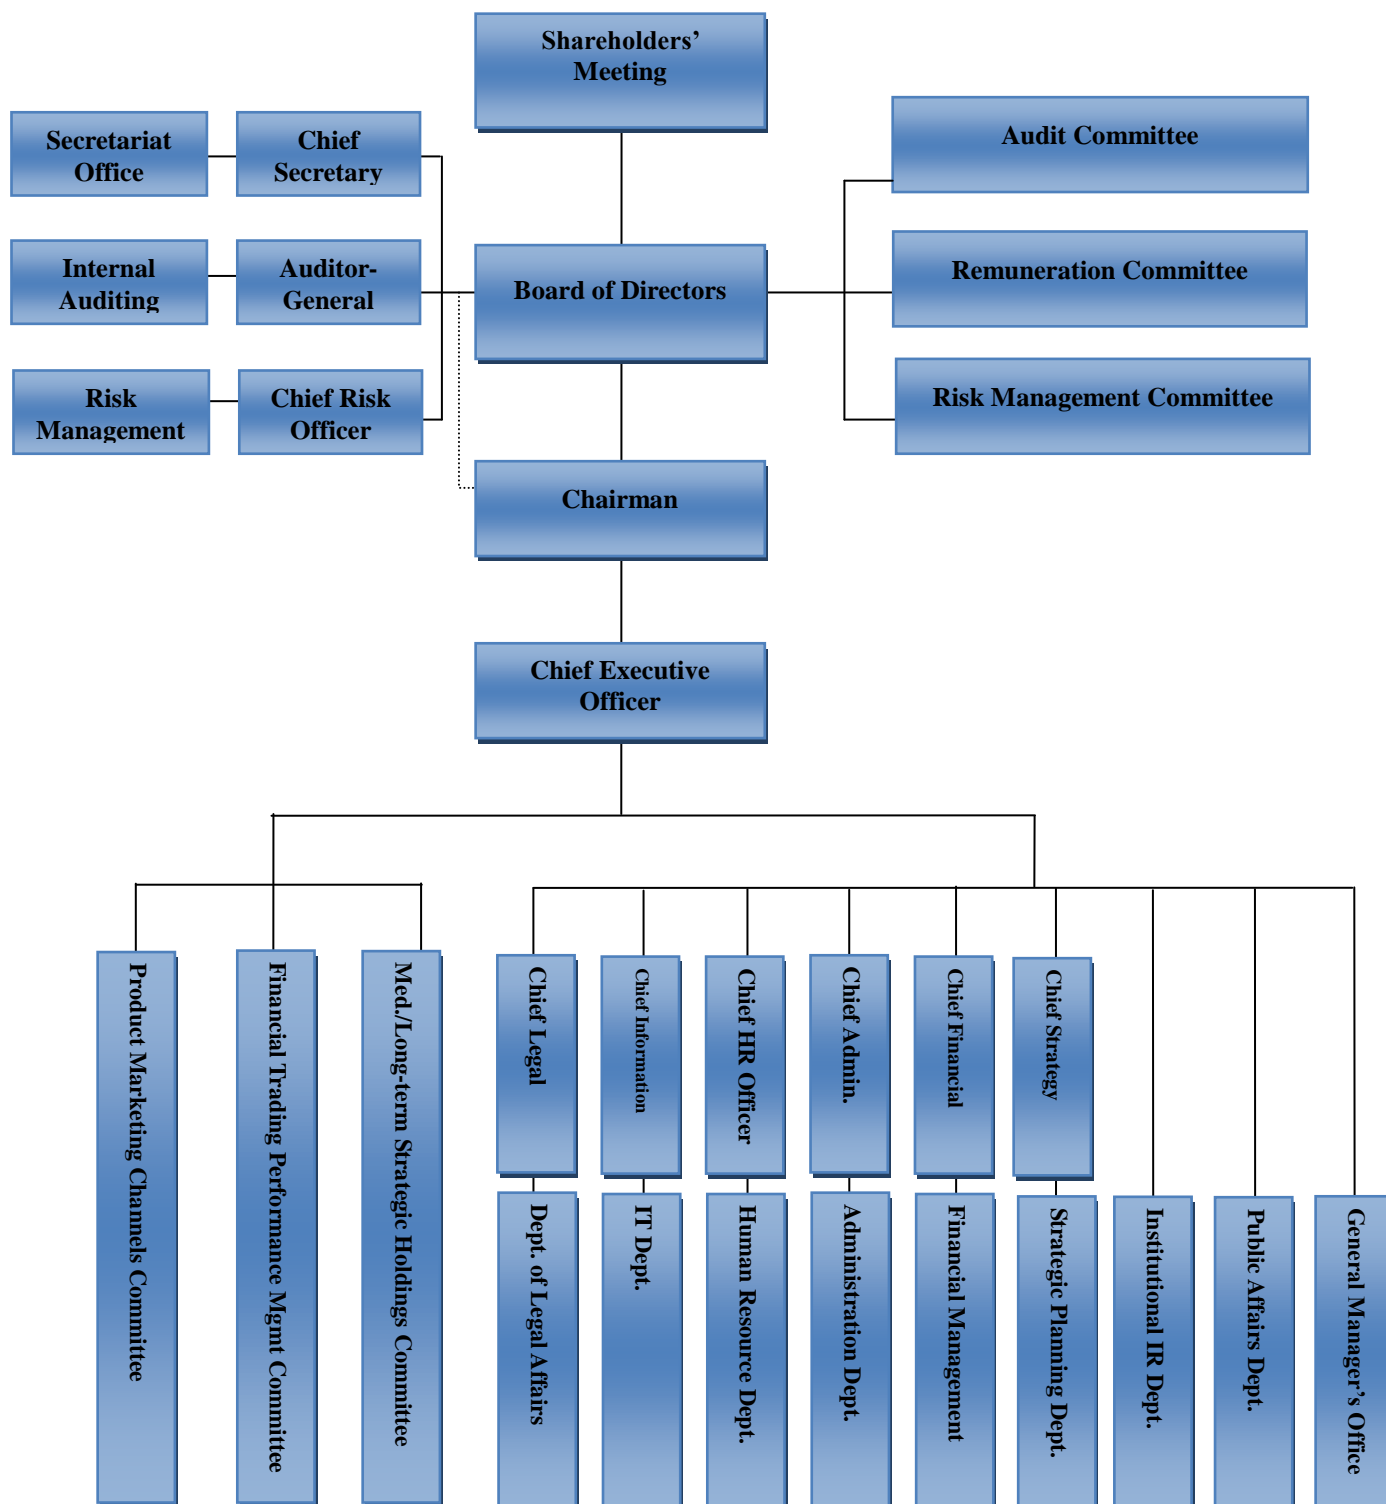 Shareholders’
Meeting
Secretariat
Office
Chief
Secretary
Audit Committee
Internal
Auditing
Auditor-
General
Board of Directors
Remuneration Committee
Risk
Management
Chief Risk
Officer
Risk Management Committee
Chairman
Chief Executive
Officer
Product Marketing Channels Committee
Financial Trading Performance Mgmt Committee
Med./Long-term Strategic Holdings Committee
Chief Legal
Chief Information
Chief HR Officer
Chief Admin.
Chief Financial
Chief Strategy
Dept. of Legal Affairs
IT Dept.
Human Resource Dept.
Administration Dept.
Financial Management
Strategic Planning Dept.
Institutional IR Dept.
Public Affairs Dept.
General Manager’s Office